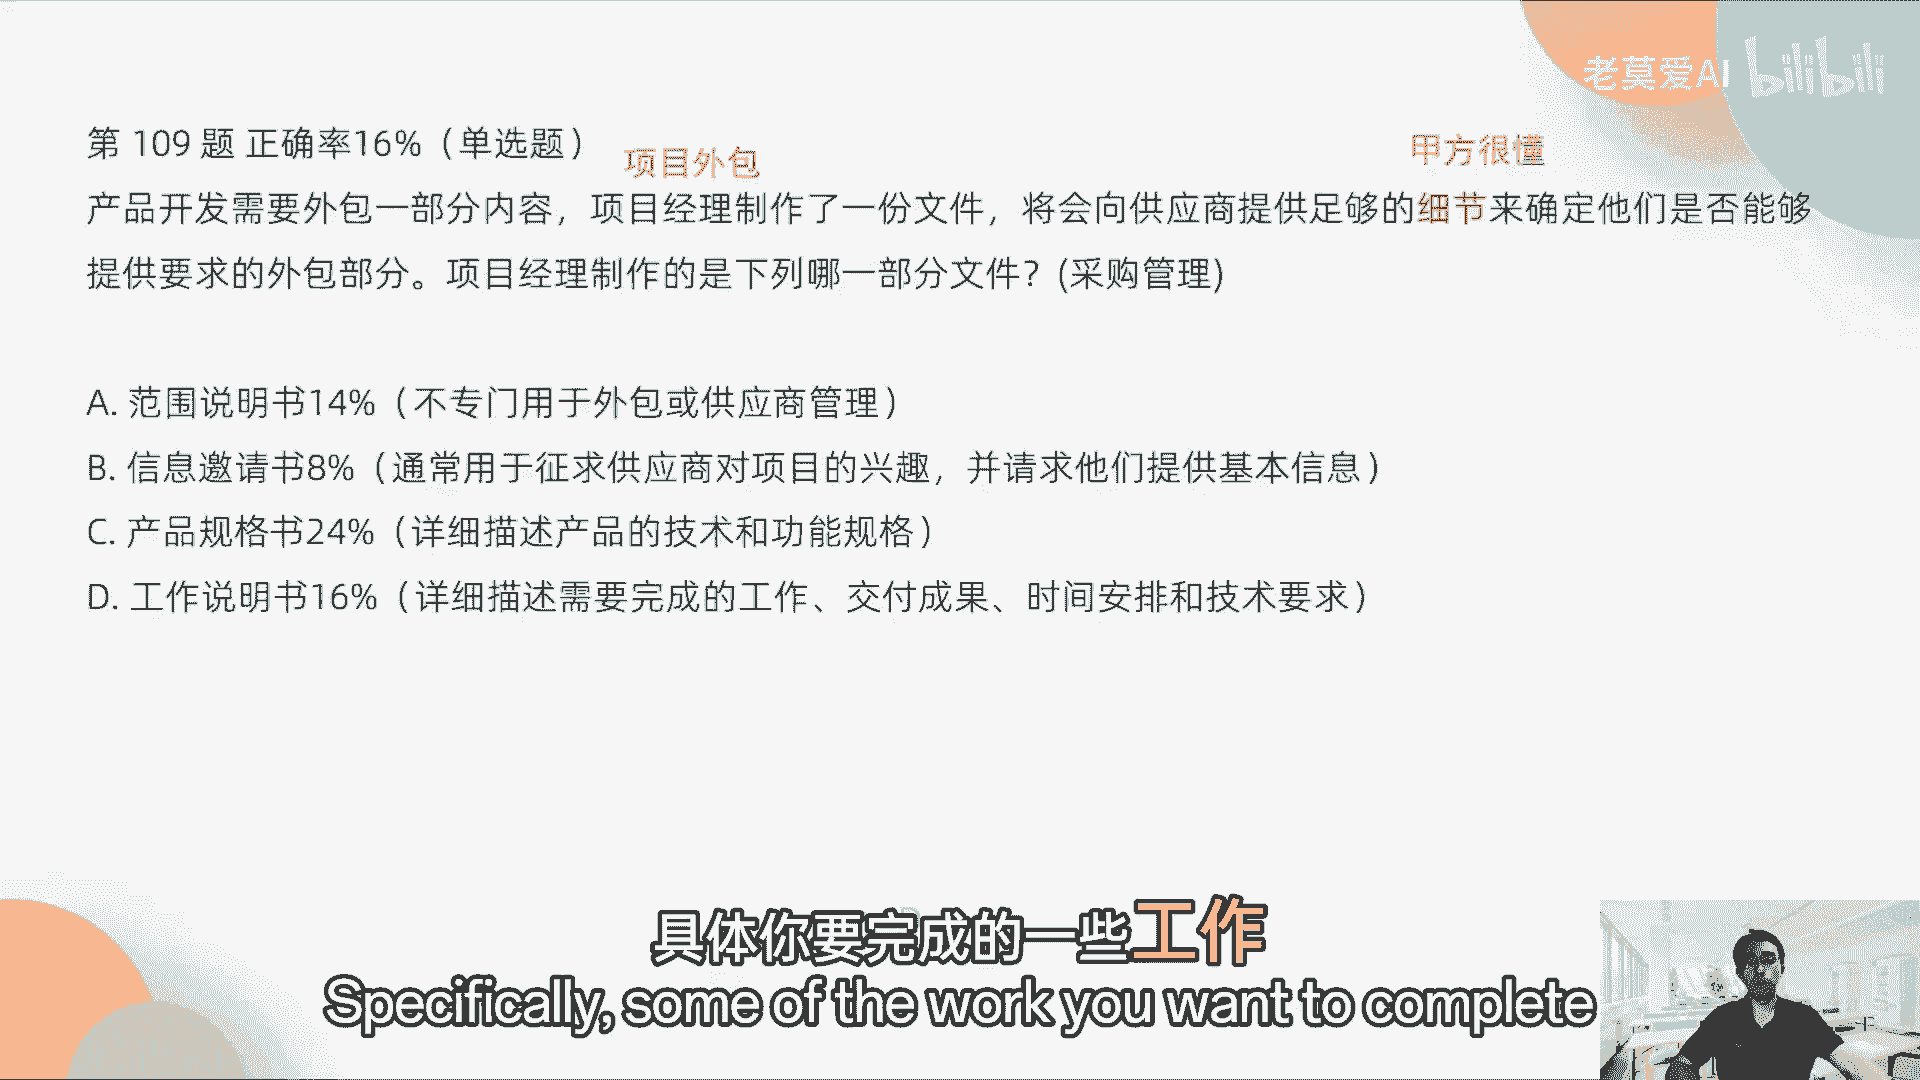 老莫爱AI bilibili
第 109 题 正确率16%（单选题）
项目外包
甲方很懂
产品开发需要外包一部分内容，项目经理制作了一份文件，将会向供应商提供足够的细节来确定他们是否能够
提供要求的外包部分。项目经理制作的是下列哪一部分文件？(采购管理)
A. 范围说明书14%（不专门用于外包或供应商管理）
B. 信息邀请书8%（通常用于征求供应商对项目的兴趣，并请求他们提供基本信息）
C. 产品规格书24%（详细描述产品的技术和功能规格）
D. 工作说明书16%（详细描述需要完成的工作、交付成果、时间安排和技术要求）
具体你要完成的一些工作
Specifically, some of the work you want to complete